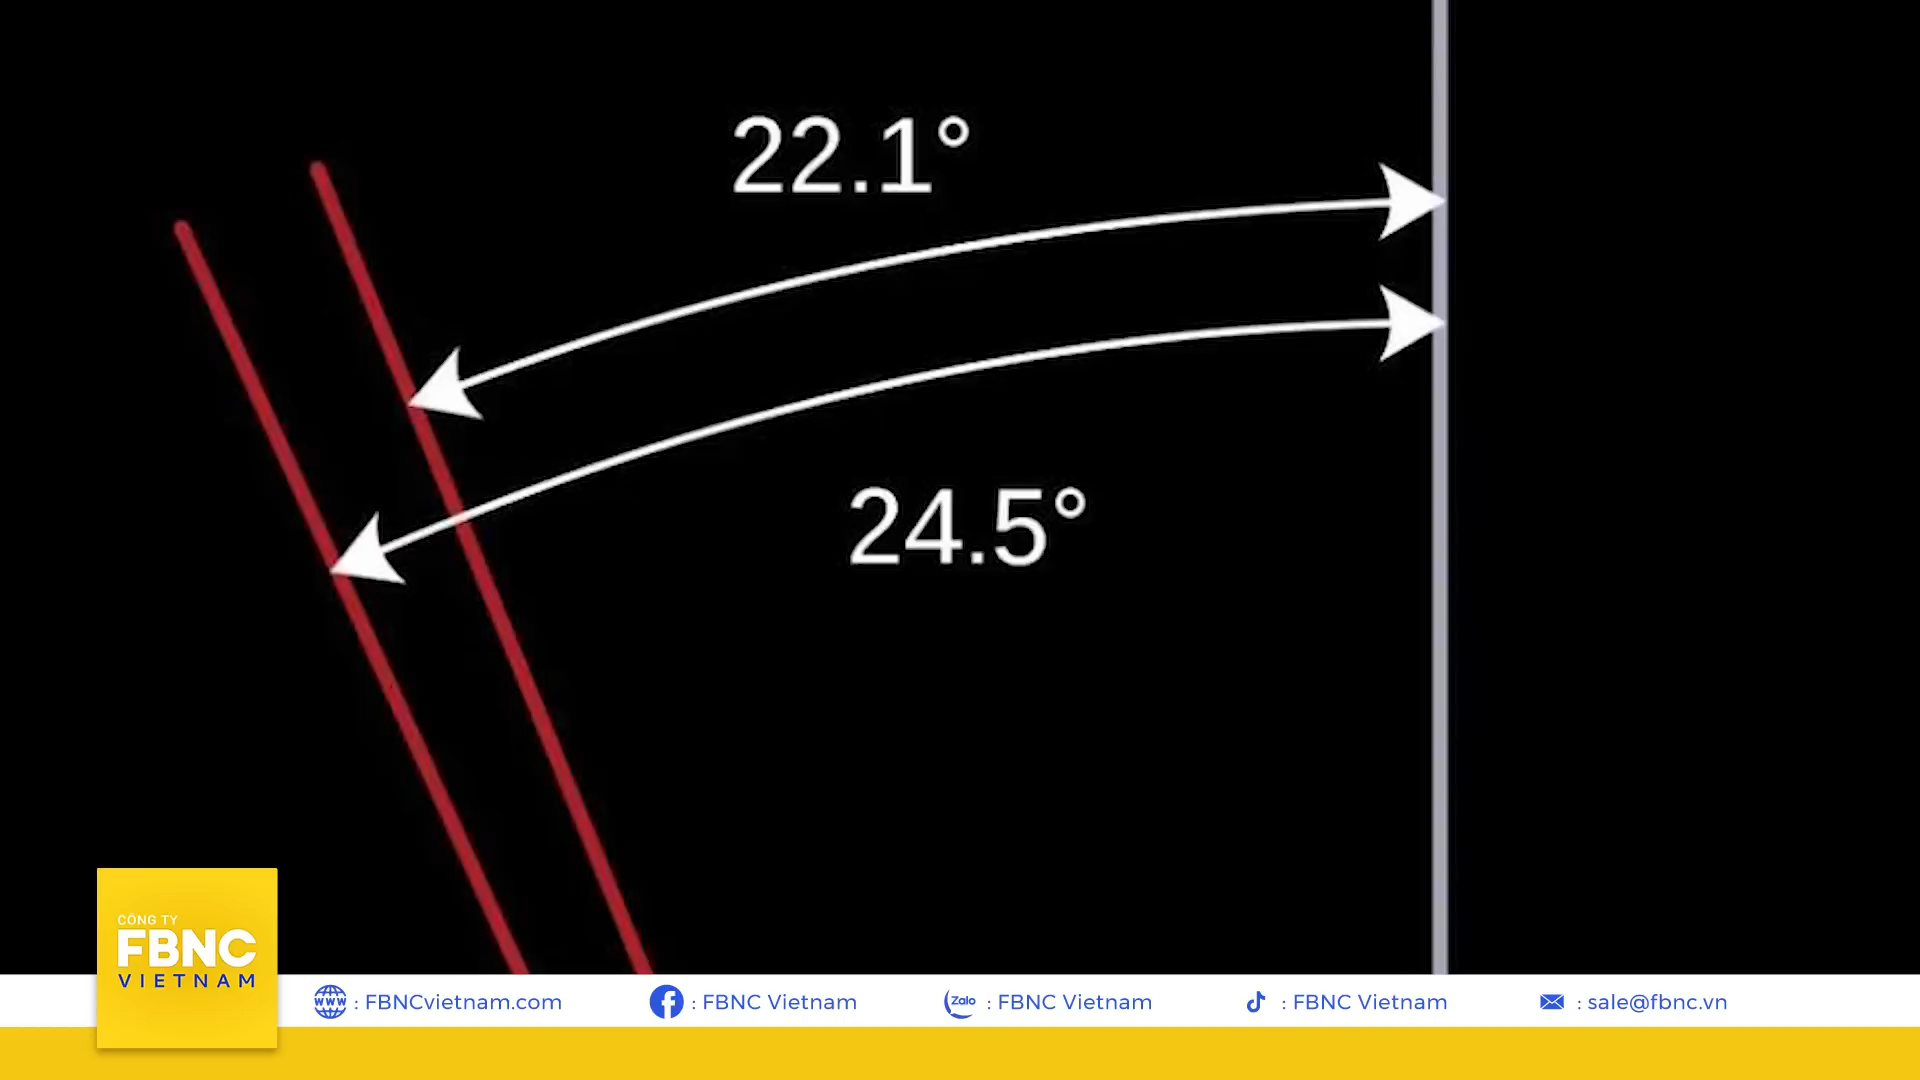 22.1°
24.5°
CÔNG TY
FBNC
VIETNAM
www : FBNCvietnam.com
: FBNC Vietnam
Zalo : FBNC Vietnam
: FBNC Vietnam
: sale@fbnc.vn